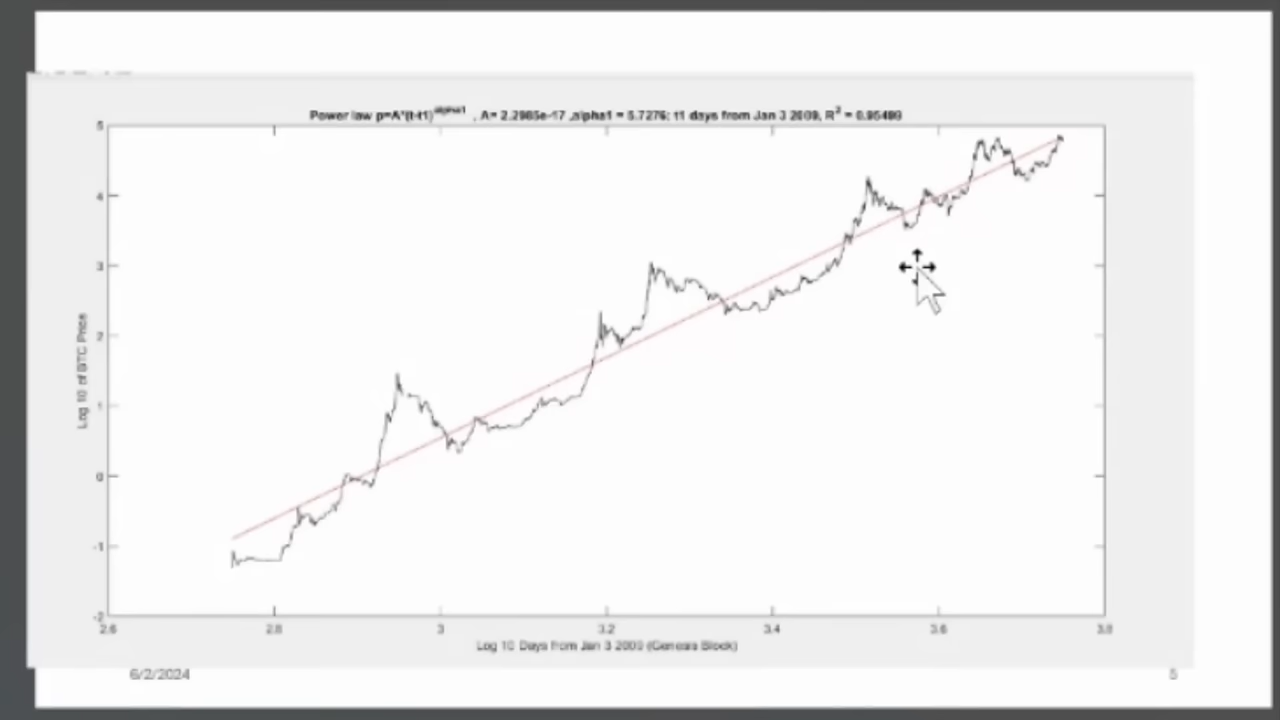 Power law p=A*(t-t1)^alpha1 , A= 2.2985e-17 ,alpha1 = 5.7276; t1 days from Jan 3 2009, R^2 = 0.95489
5
4
3
2
1
0
-1
-2
Log 10 of BTC Price
2.6 2.8 3 3.2 3.4 3.6 3.8
Log 10 Days from Jan 3 2009 (Genesis Block)
6/2/2024 5